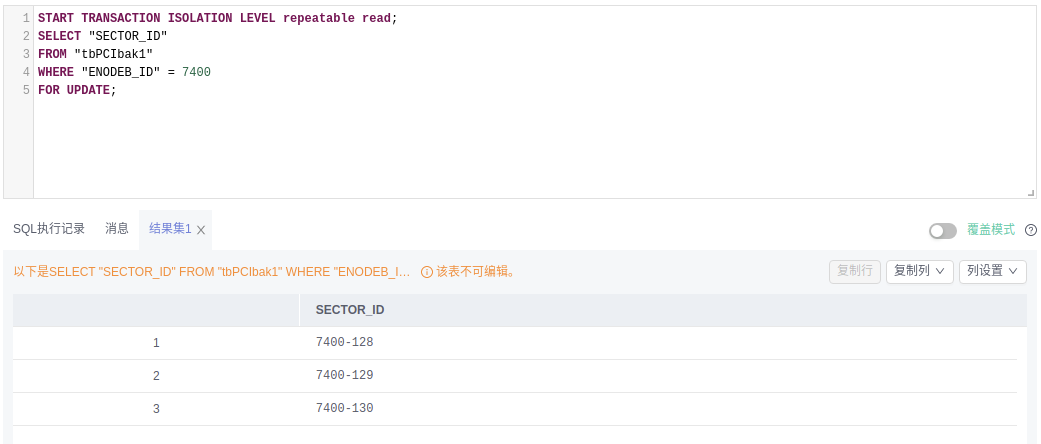 1 START TRANSACTION ISOLATION LEVEL repeatable read;
2 SELECT "SECTOR_ID"
3 FROM "tbPCIbak1"
4 WHERE "ENODEB_ID" = 7400
5 FOR UPDATE;
SQL执行记录 消息 结果集1 覆盖模式
以下是SELECT "SECTOR_ID" FROM "tbPCIbak1" WHERE "ENODEB_I... 该表不可编辑。 复制行 复制列 列设置
SECTOR_ID
1 7400-128
2 7400-129
3 7400-130